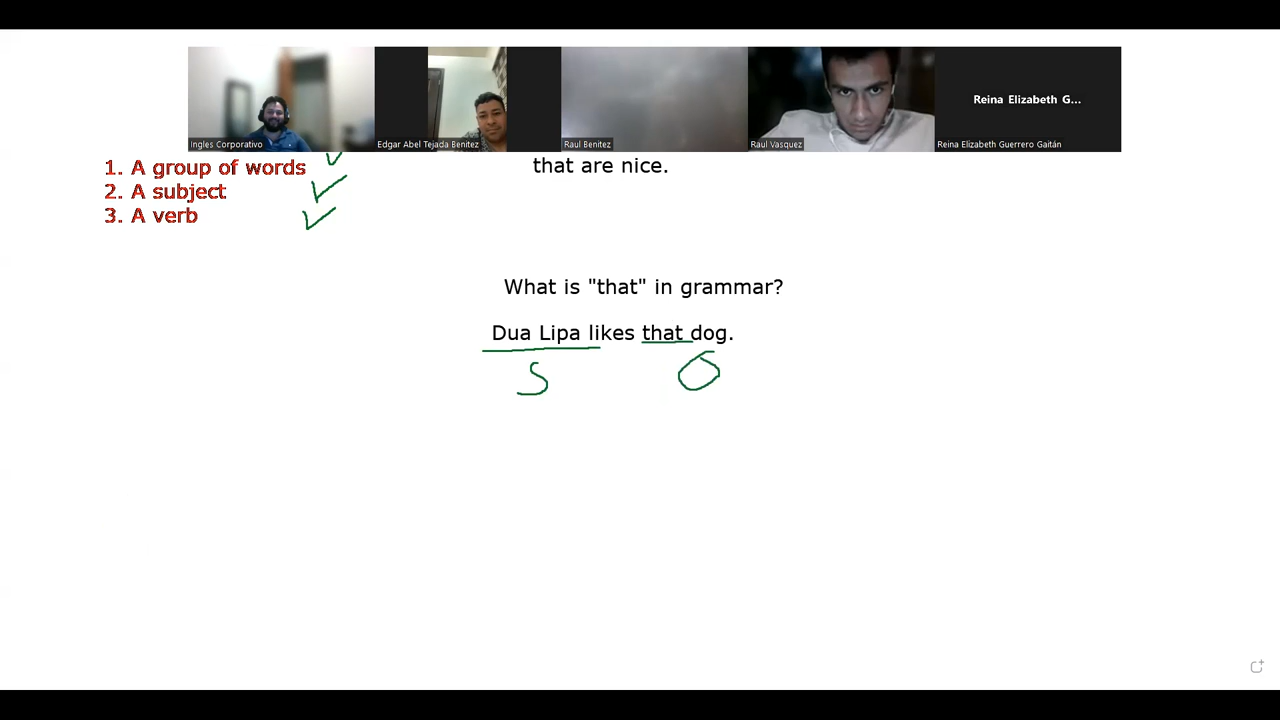 Reina Elizabeth G...
Ingles Corporativo
Edgar Abel Tejada Benitez
Raul Benitez
Raul Vasquez
Reina Elizabeth Guerrero Gaitán
1. A group of words
2. A subject
3. A verb
that are nice.
What is "that" in grammar?
Dua Lipa likes that dog.
S O